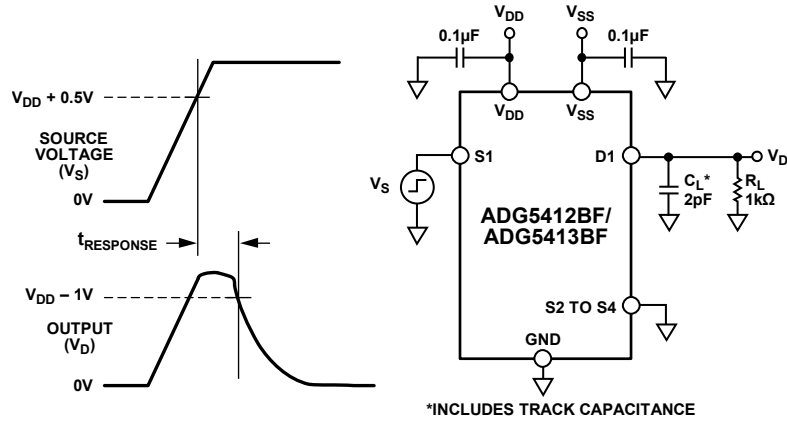 V_DD + 0.5V
SOURCE
VOLTAGE
(V_S)
0V
t_RESPONSE
V_DD – 1V
OUTPUT
(V_D)
0V
V_DD
V_SS
0.1µF
0.1µF
V_DD
V_SS
S1
D1
V_D
V_S
C_L*
2pF
R_L
1kΩ
ADG5412BF/
ADG5413BF
S2 TO S4
GND
*INCLUDES TRACK CAPACITANCE